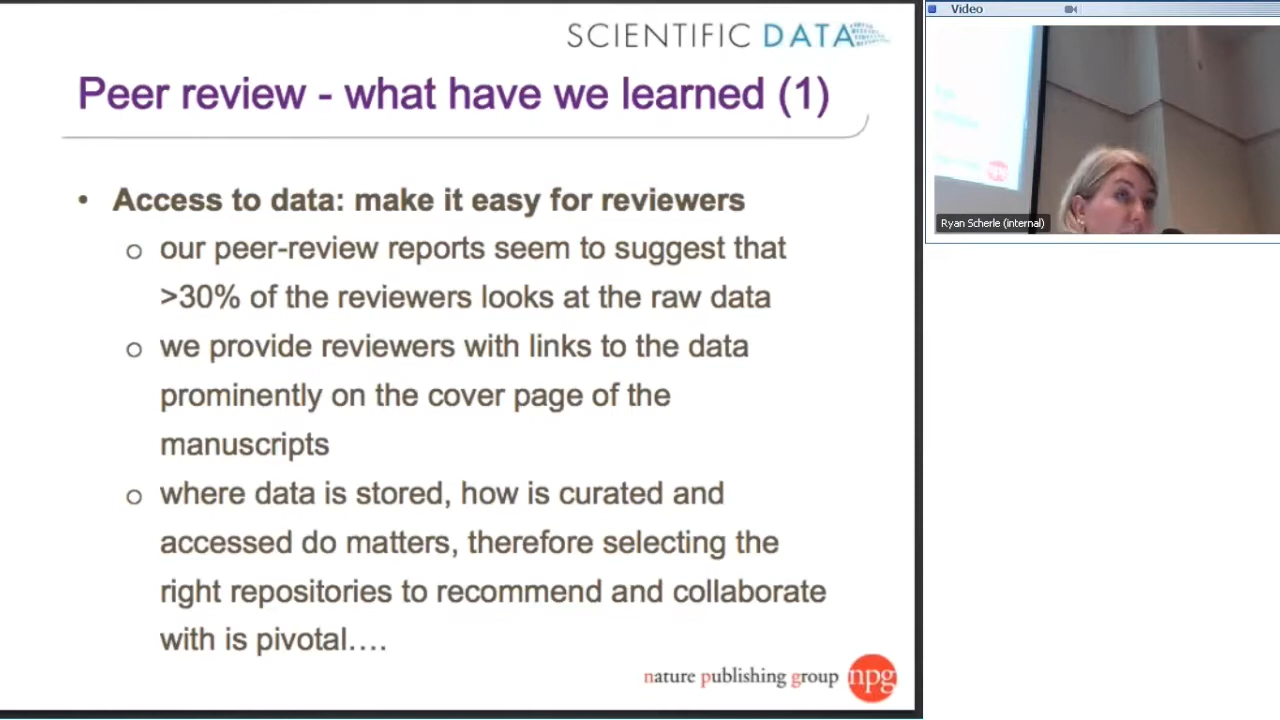 SCIENTIFIC DATA
Peer review - what have we learned (1)
• Access to data: make it easy for reviewers
o our peer-review reports seem to suggest that
>30% of the reviewers looks at the raw data
o we provide reviewers with links to the data
prominently on the cover page of the
manuscripts
o where data is stored, how is curated and
accessed do matters, therefore selecting the
right repositories to recommend and collaborate
with is pivotal....
nature publishing group npg
Video
Ryan Scherle (internal)